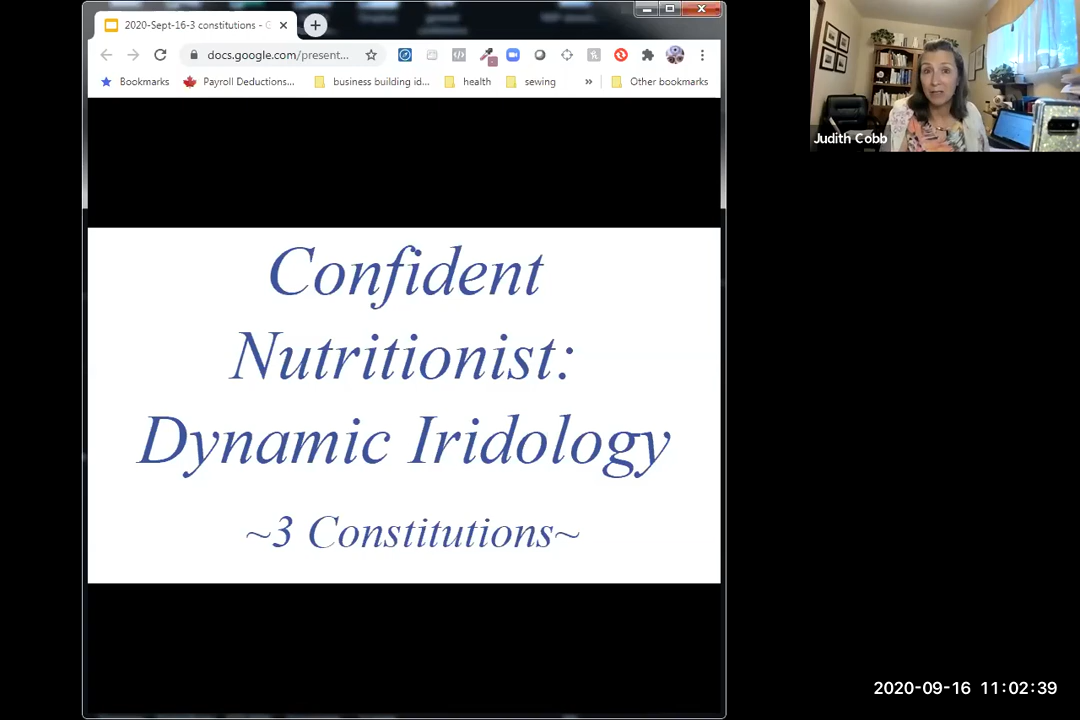 2020-Sept-16-3 constitutions - G
docs.google.com/present...
Bookmarks
Payroll Deductions...
business building id...
health
sewing
»
Other bookmarks
Judith Cobb
Confident
Nutritionist:
Dynamic Iridology
~3 Constitutions~
2020-09-16 11:02:39